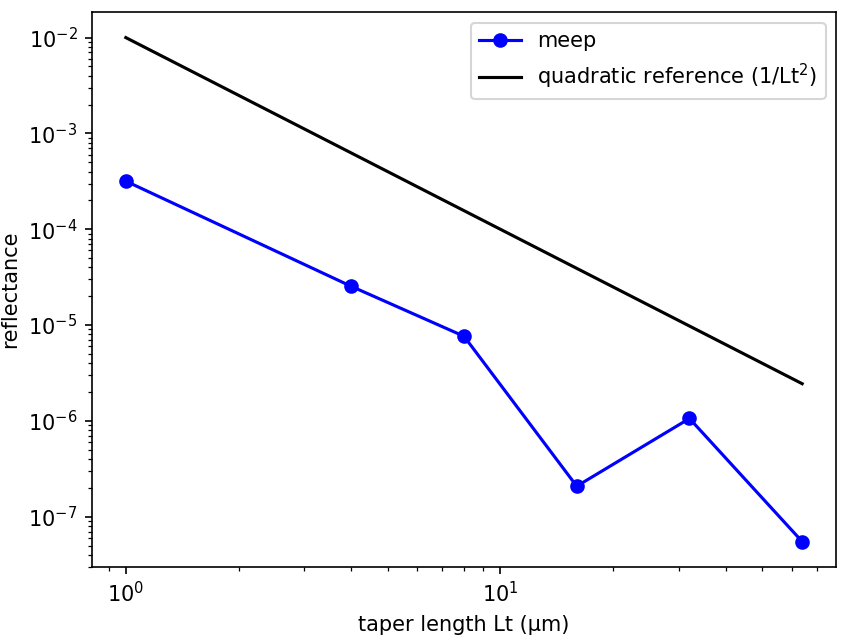 10⁻²
10⁻³
10⁻⁴
10⁻⁵
10⁻⁶
10⁻⁷
reflectance
meep
quadratic reference (1/Lt²)
10⁰ 10¹
taper length Lt (μm)